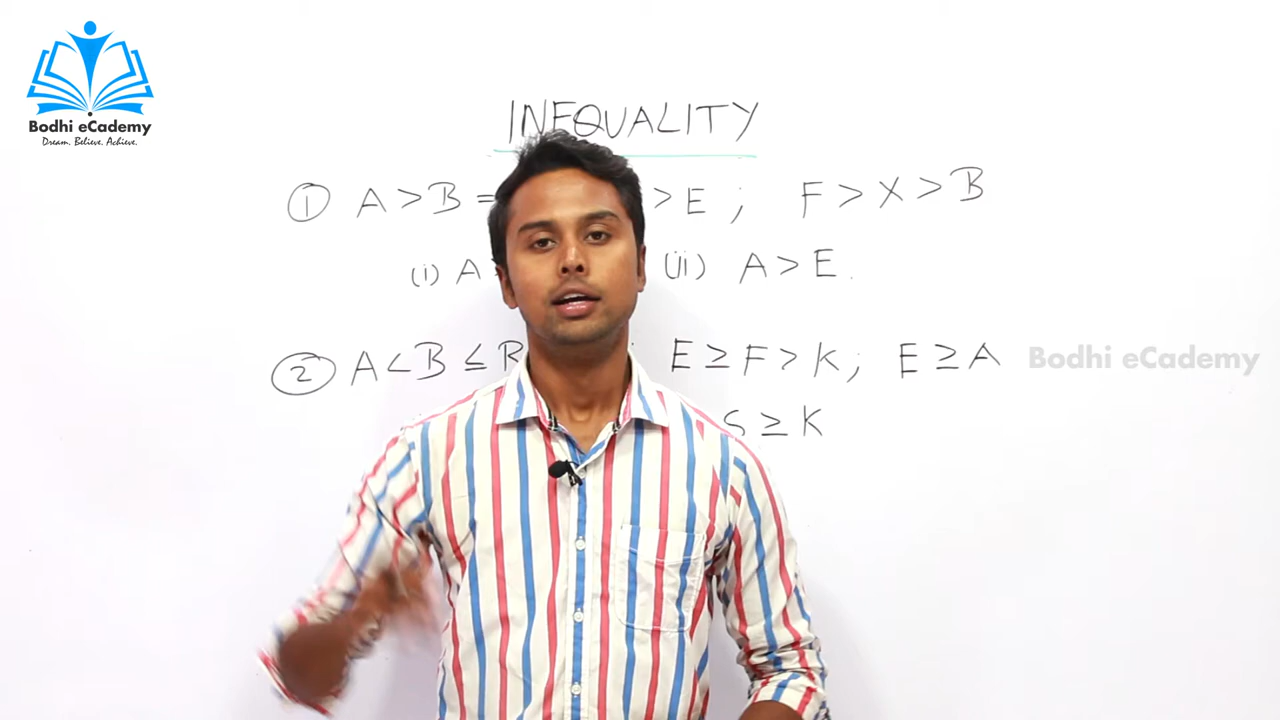 Bodhi eCademy
Dream. Believe. Achieve.
INEQUALITY
① A > B = > E ; F > X > B
(i) A (ii) A > E .
② A < B ≤ R ; E ≥ F > K ; E ≥ A
Bodhi eCademy
S ≥ K